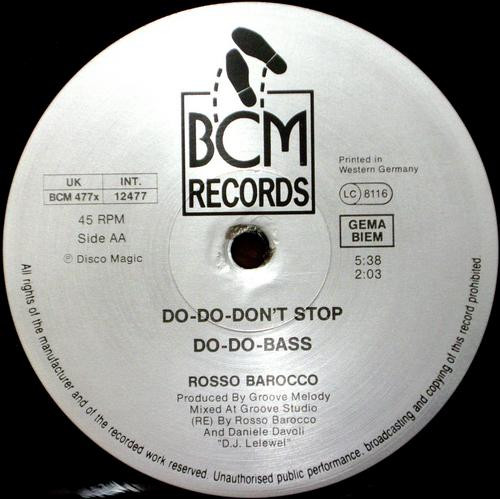 BCM
RECORDS
UK INT.
BCM 477x 12477
45 RPM
Side AA
℗ Disco Magic
Printed in
Western Germany
LC 8116
GEMA
BIEM
5:38
2:03
DO-DO-DON'T STOP
DO-DO-BASS
ROSSO BAROCCO
Produced By Groove Melody
Mixed At Groove Studio
(RE) By Rosso Barocco
And Daniele Davoli
"D.J. Lelewel"
All rights of the manufacturer and of the recorded work reserved. Unauthorised public performance, broadcasting and copying of this record prohibited.